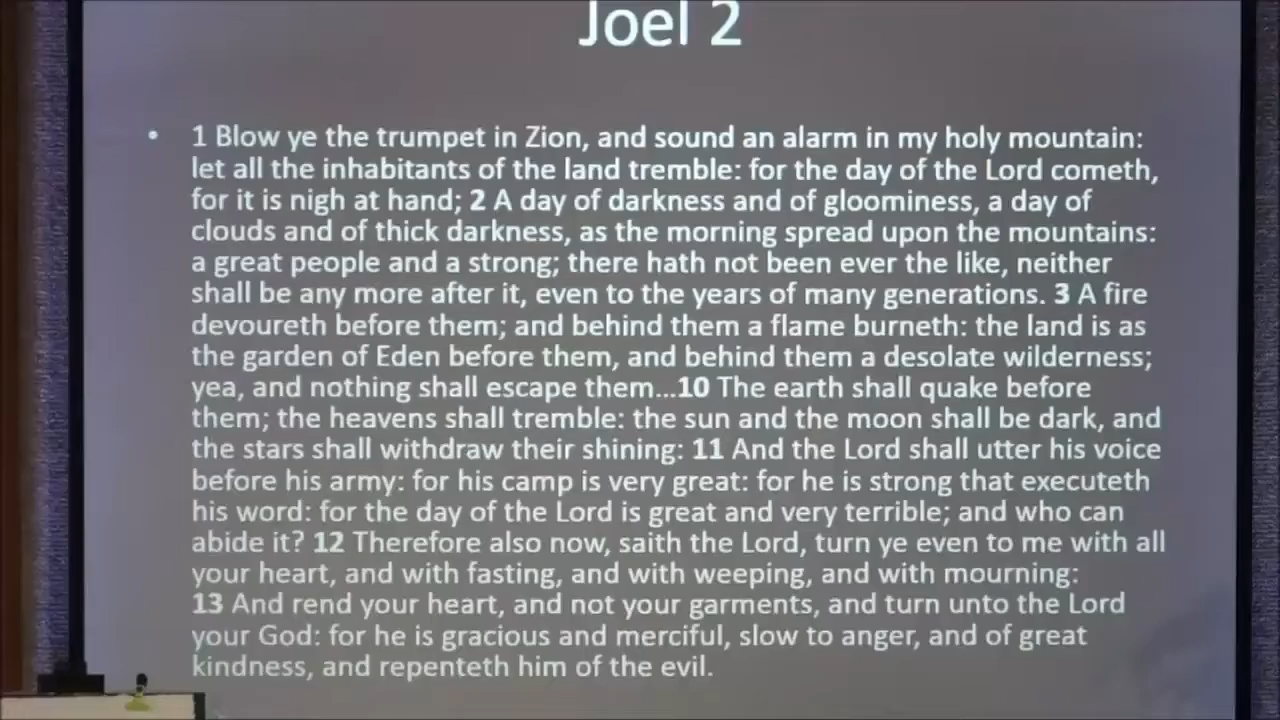 Joel 2
• 1 Blow ye the trumpet in Zion, and sound an alarm in my holy mountain:
let all the inhabitants of the land tremble: for the day of the Lord cometh,
for it is nigh at hand; 2 A day of darkness and of gloominess, a day of
clouds and of thick darkness, as the morning spread upon the mountains:
a great people and a strong; there hath not been ever the like, neither
shall be any more after it, even to the years of many generations. 3 A fire
devoureth before them; and behind them a flame burneth: the land is as
the garden of Eden before them, and behind them a desolate wilderness;
yea, and nothing shall escape them...10 The earth shall quake before
them; the heavens shall tremble: the sun and the moon shall be dark, and
the stars shall withdraw their shining: 11 And the Lord shall utter his voice
before his army: for his camp is very great: for he is strong that executeth
his word: for the day of the Lord is great and very terrible; and who can
abide it? 12 Therefore also now, saith the Lord, turn ye even to me with all
your heart, and with fasting, and with weeping, and with mourning:
13 And rend your heart, and not your garments, and turn unto the Lord
your God: for he is gracious and merciful, slow to anger, and of great
kindness, and repenteth him of the evil.